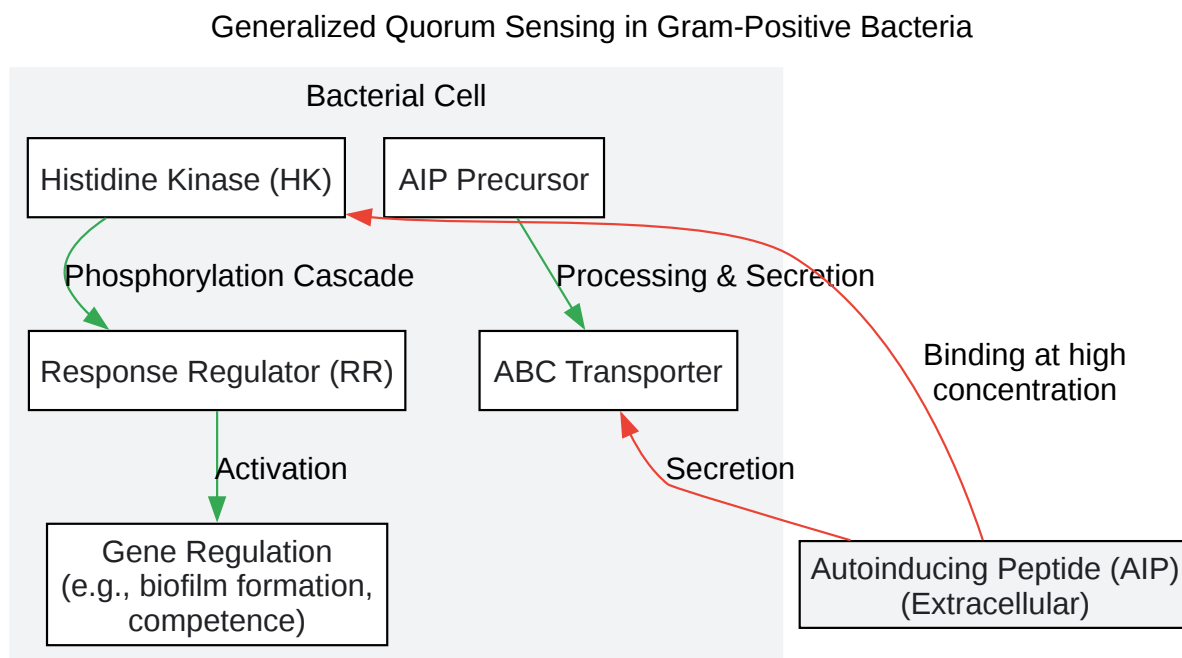 Generalized Quorum Sensing in Gram-Positive Bacteria
Bacterial Cell
Histidine Kinase (HK)
AIP Precursor
Phosphorylation Cascade
Processing & Secretion
Response Regulator (RR)
ABC Transporter
Binding at high
concentration
Activation
Secretion
Gene Regulation
(e.g., biofilm formation,
competence)
Autoinducing Peptide (AIP)
(Extracellular)